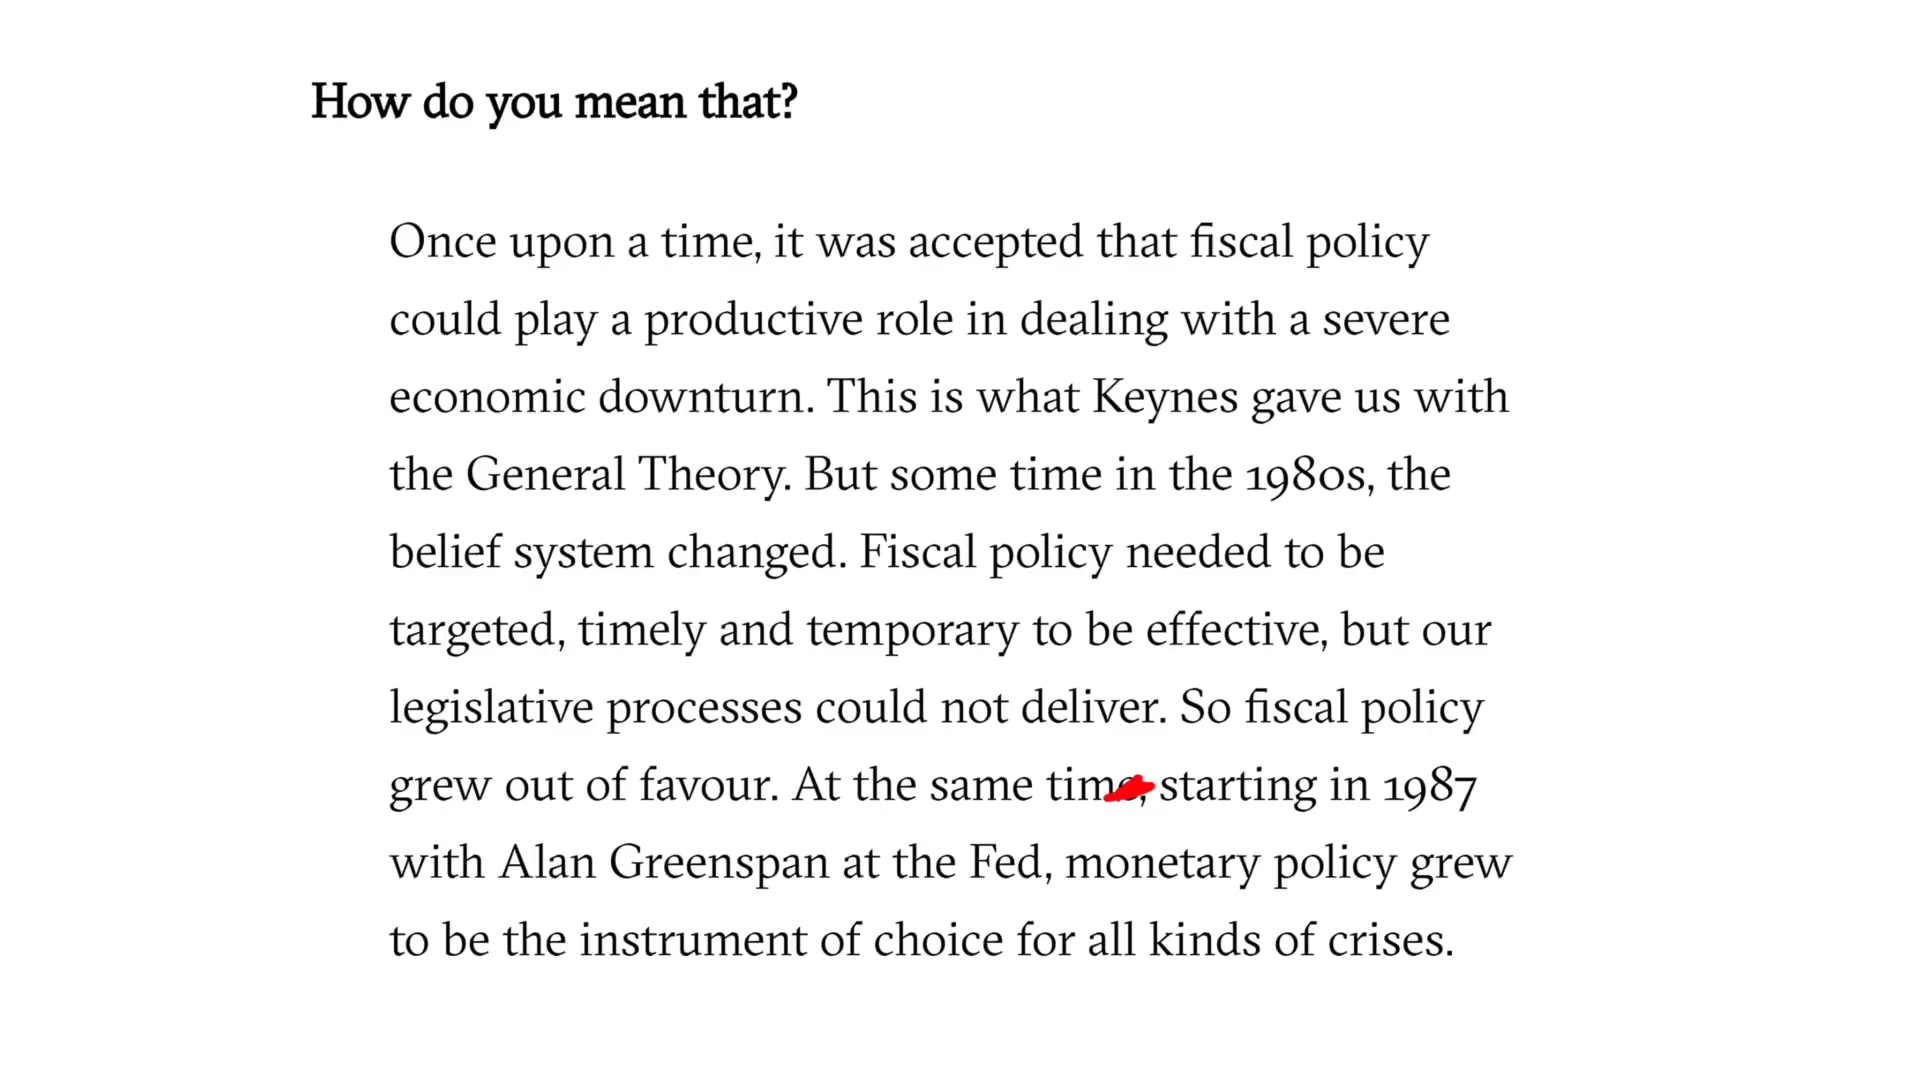 How do you mean that?
Once upon a time, it was accepted that fiscal policy
could play a productive role in dealing with a severe
economic downturn. This is what Keynes gave us with
the General Theory. But some time in the 1980s, the
belief system changed. Fiscal policy needed to be
targeted, timely and temporary to be effective, but our
legislative processes could not deliver. So fiscal policy
grew out of favour. At the same time, starting in 1987
with Alan Greenspan at the Fed, monetary policy grew
to be the instrument of choice for all kinds of crises.